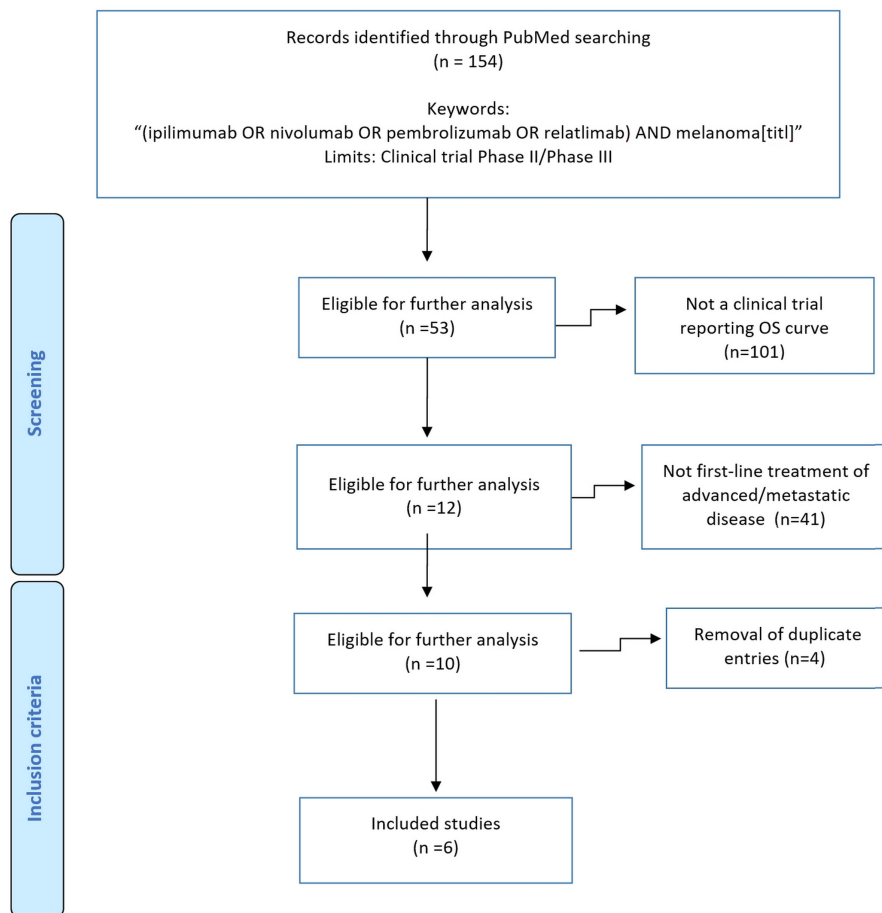 Records identified through PubMed searching
(n = 154)
Keywords:
“(ipilimumab OR nivolumab OR pembrolizumab OR relatlimab) AND melanoma[titl]”
Limits: Clinical trial Phase II/Phase III
Screening
Eligible for further analysis
(n =53)
Not a clinical trial
reporting OS curve
(n=101)
Eligible for further analysis
(n =12)
Not first-line treatment of
advanced/metastatic
disease (n=41)
Inclusion criteria
Eligible for further analysis
(n =10)
Removal of duplicate
entries (n=4)
Included studies
(n =6)